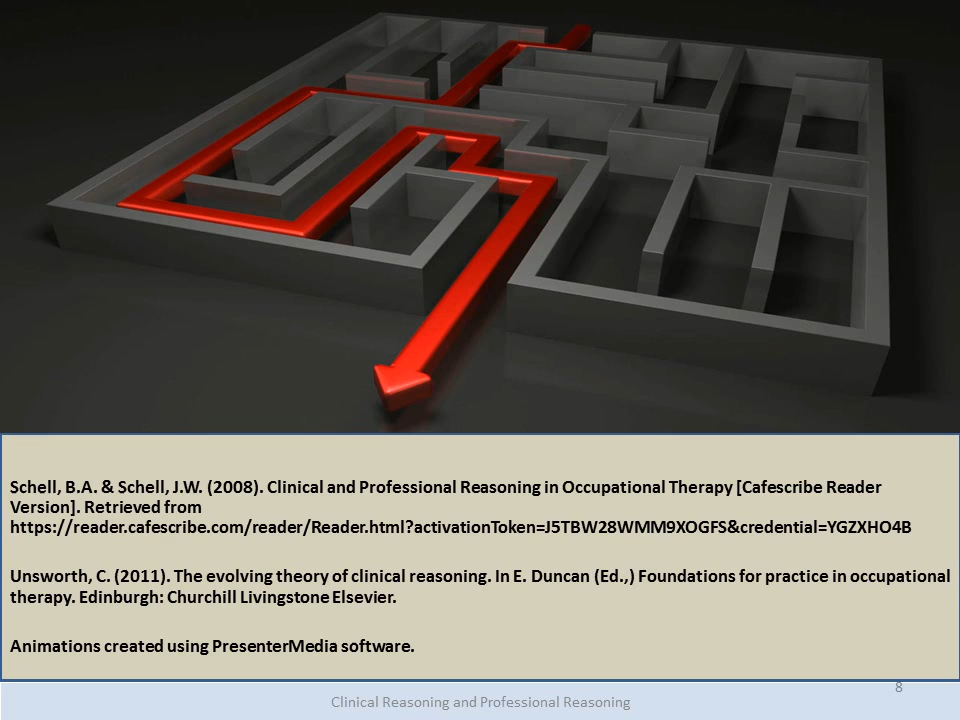 Schell, B.A. & Schell, J.W. (2008). Clinical and Professional Reasoning in Occupational Therapy [Cafescribe Reader
Version]. Retrieved from
https://reader.cafescribe.com/reader/Reader.html?activationToken=J5TBW28WMM9XOGFS&credential=YGZXHO4B
Unsworth, C. (2011). The evolving theory of clinical reasoning. In E. Duncan (Ed.,) Foundations for practice in occupational
therapy. Edinburgh: Churchill Livingstone Elsevier.
Animations created using PresenterMedia software.
8
Clinical Reasoning and Professional Reasoning